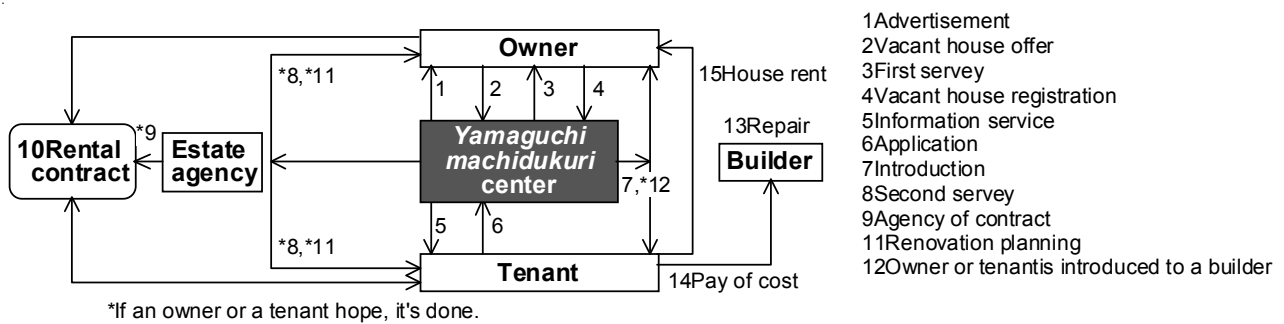 Owner
*8,*11
15House rent
1
2
3
4
*9
10Rental
contract
Estate
agency
Yamaguchi
machidukuri
center
7,*12
13Repair
Builder
5
6
*8,*11
Tenant
14Pay of cost
*If an owner or a tenant hope, it's done.
1Advertisement
2Vacant house offer
3First servey
4Vacant house registration
5Information service
6Application
7Introduction
8Second servey
9Agency of contract
11Renovation planning
12Owner or tenantis introduced to a builder